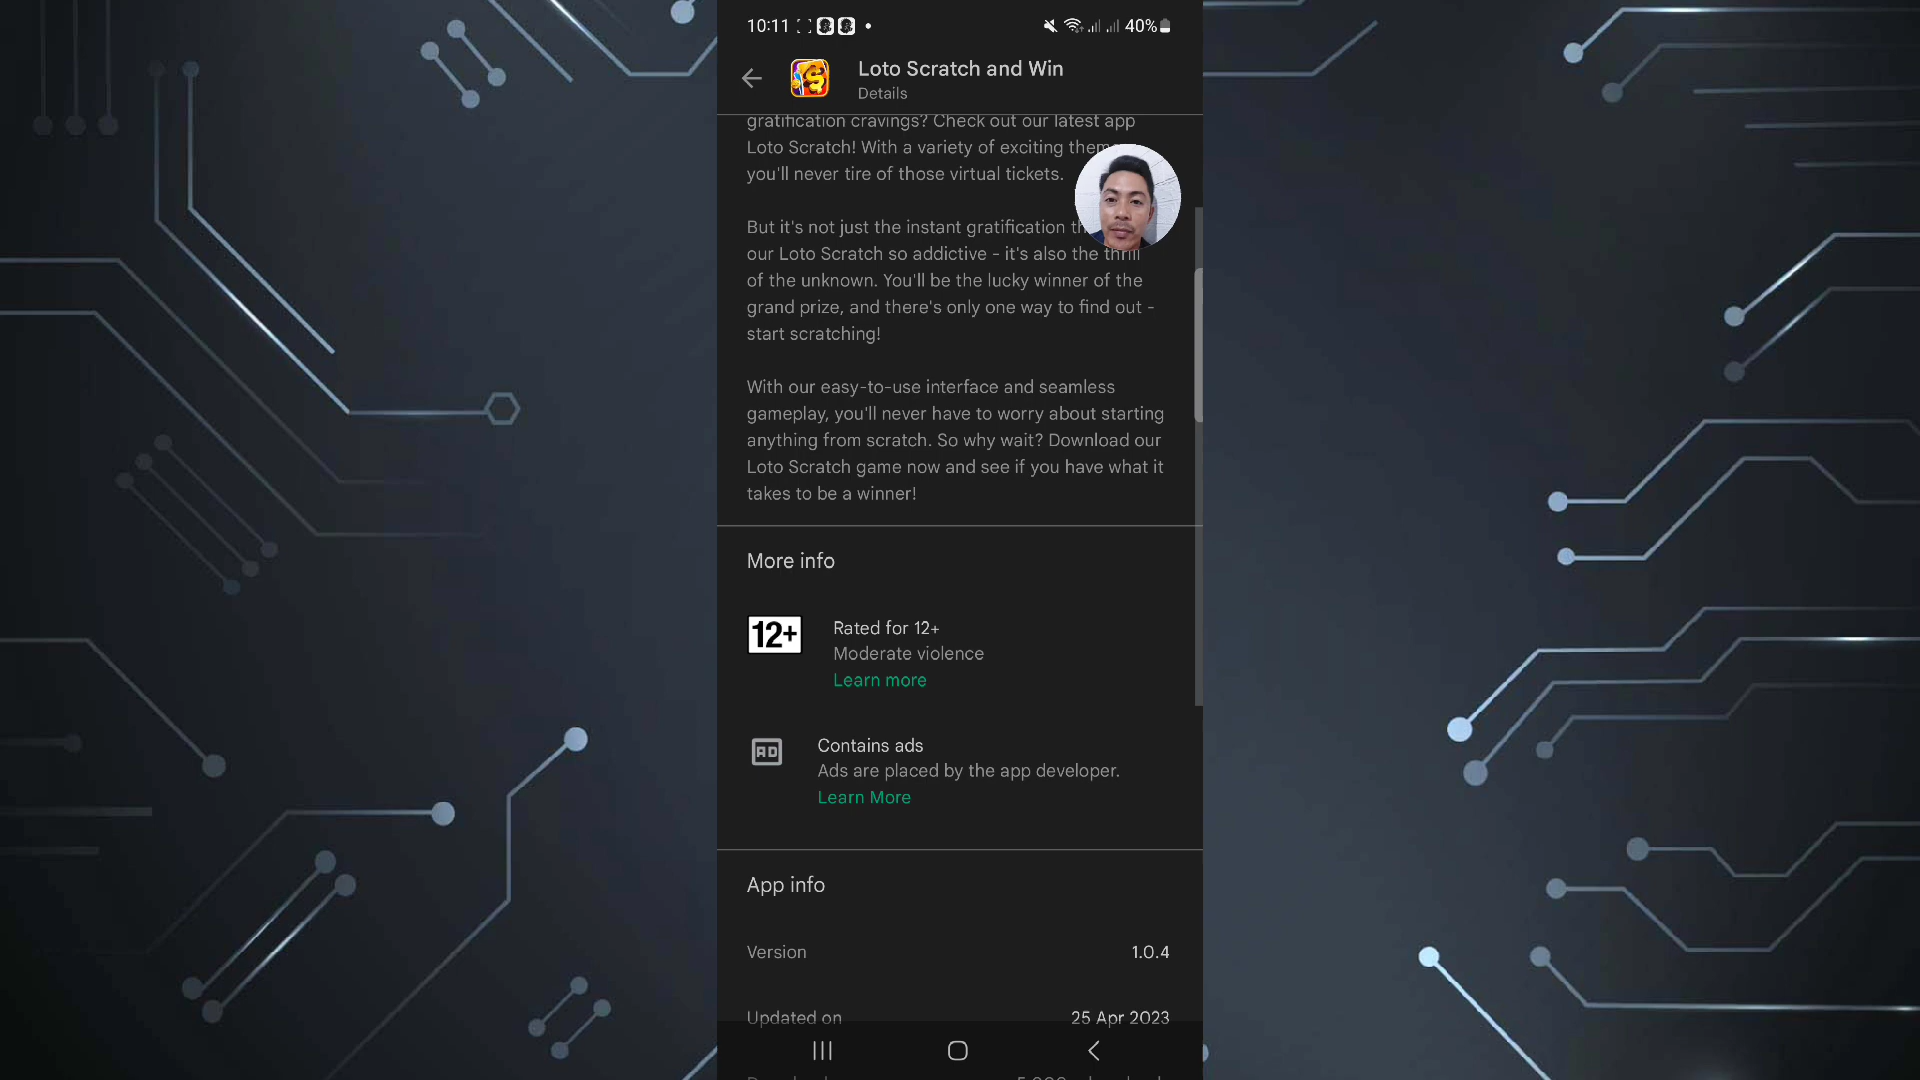 10:11
40%
Loto Scratch and Win
Details
gratification cravings? Check out our latest app
Loto Scratch! With a variety of exciting
you'll never tire of those virtual tickets.
But it's not just the instant gratification
our Loto Scratch so addictive - it's also the thrill
of the unknown. You'll be the lucky winner of the
grand prize, and there's only one way to find out -
start scratching!
With our easy-to-use interface and seamless
gameplay, you'll never have to worry about starting
anything from scratch. So why wait? Download our
Loto Scratch game now and see if you have what it
takes to be a winner!
More info
12+
Rated for 12+
Moderate violence
Learn more
AD
Contains ads
Ads are placed by the app developer.
Learn More
App info
Version 1.0.4
Updated on 25 Apr 2023